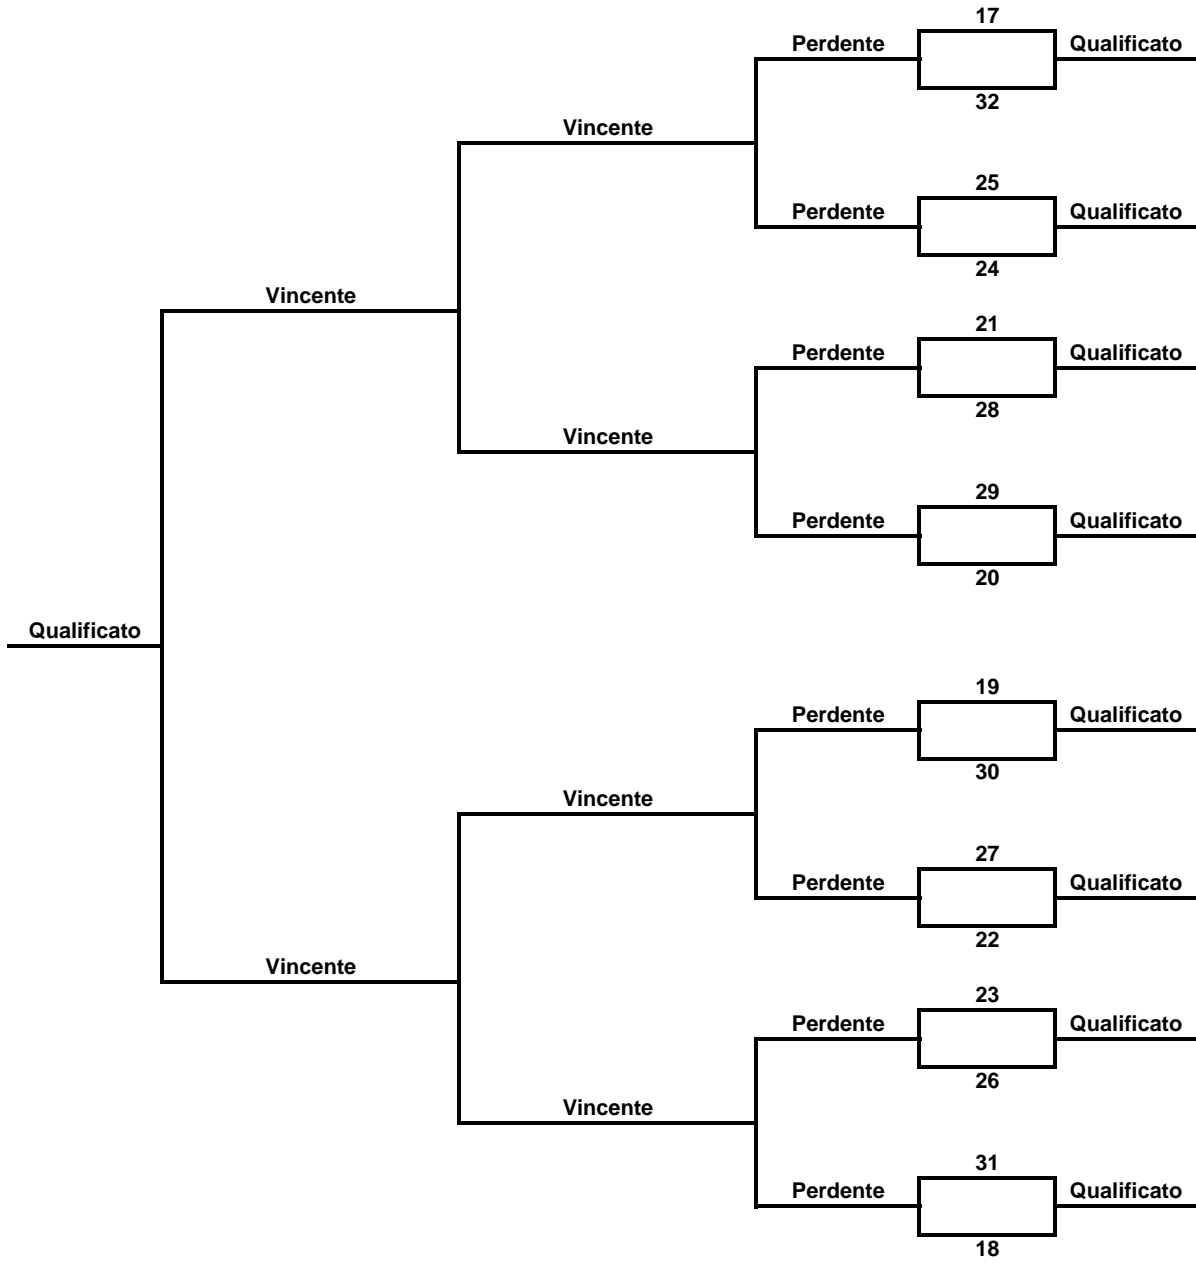 17
Perdente Qualificato
32
Vincente
25
Perdente Qualificato
24
Vincente
21
Perdente Qualificato
28
Vincente
29
Perdente Qualificato
20
Qualificato
19
Perdente Qualificato
30
Vincente
27
Perdente Qualificato
22
Vincente
23
Perdente Qualificato
26
Vincente
31
Perdente Qualificato
18